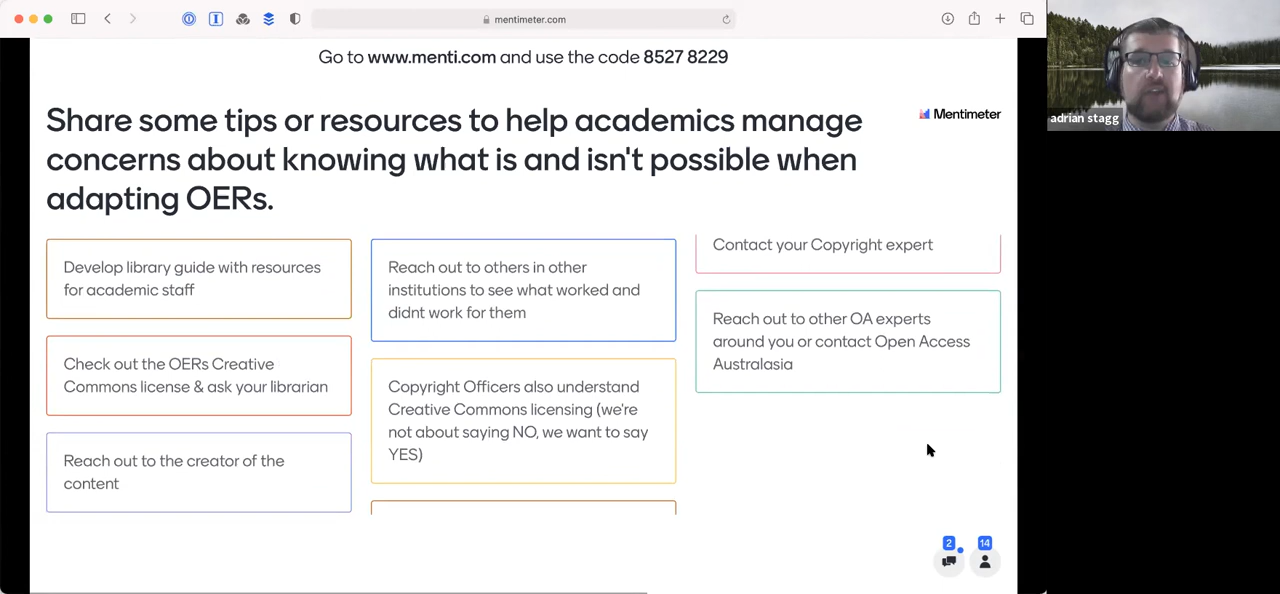 mentimeter.com
Go to www.menti.com and use the code 8527 8229
Share some tips or resources to help academics manage
concerns about knowing what is and isn't possible when
adapting OERs.
Mentimeter
Develop library guide with resources
for academic staff
Check out the OERs Creative
Commons license & ask your librarian
Reach out to the creator of the
content
Reach out to others in other
institutions to see what worked and
didnt work for them
Copyright Officers also understand
Creative Commons licensing (we're
not about saying NO, we want to say
YES)
Contact your Copyright expert
Reach out to other OA experts
around you or contact Open Access
Australasia
2
14
adrian stagg